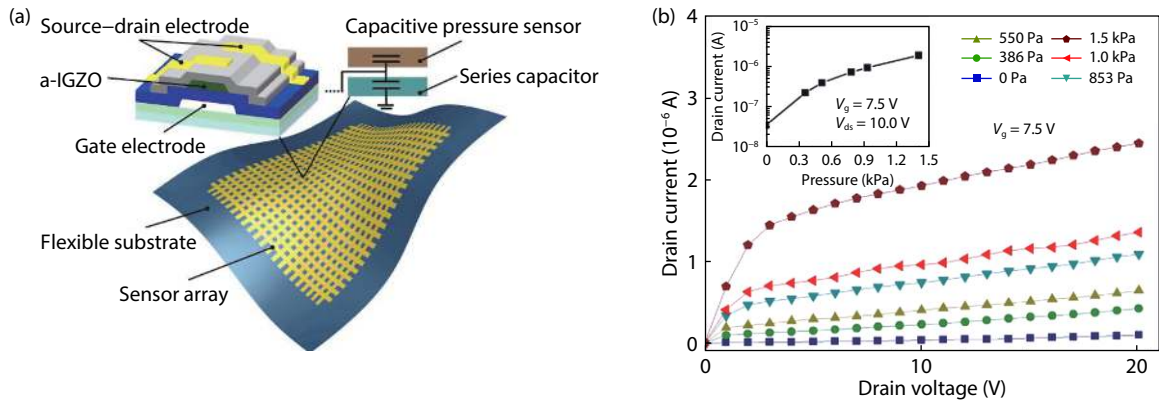 (a)
Source−drain electrode
a-IGZO
Gate electrode
Capacitive pressure sensor
Series capacitor
Flexible substrate
Sensor array
(b)
Drain current (10⁻⁶ A)
4
3
2
1
0
0
10
20
Drain voltage (V)
550 Pa
386 Pa
0 Pa
1.5 kPa
1.0 kPa
853 Pa
V_g = 7.5 V
Drain current (A)
10⁻⁵
10⁻⁶
10⁻⁷
10⁻⁸
V_g = 7.5 V
V_ds = 10.0 V
0
0.3
0.6
0.9
1.2
1.5
Pressure (kPa)